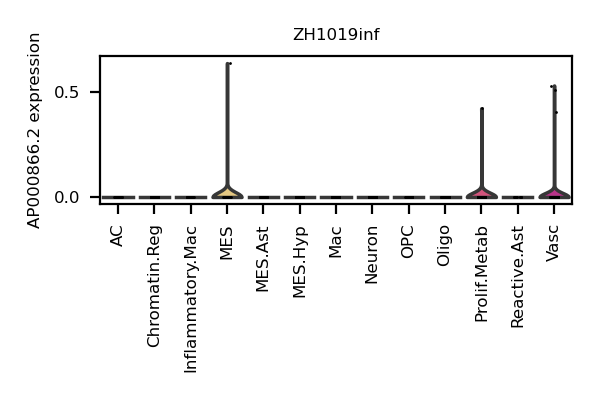 ZH1019inf
AP000866.2 expression
0.5
0.0
AC
Chromatin.Reg
Inflammatory.Mac
MES
MES.Ast
MES.Hyp
Mac
Neuron
OPC
Oligo
Prolif.Metab
Reactive.Ast
Vasc